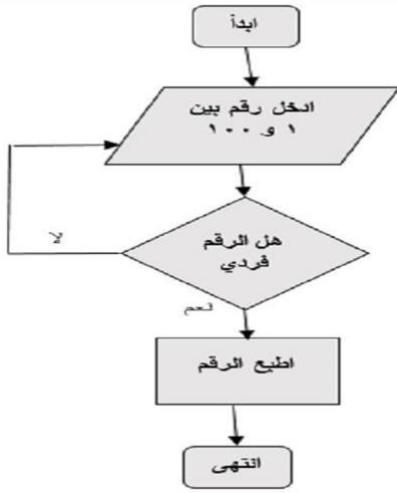 ابدأ
ادخل رقم بين
١ و ١٠٠
هل الرقم
فردي
لا
نعم
اطبع الرقم
انتهى